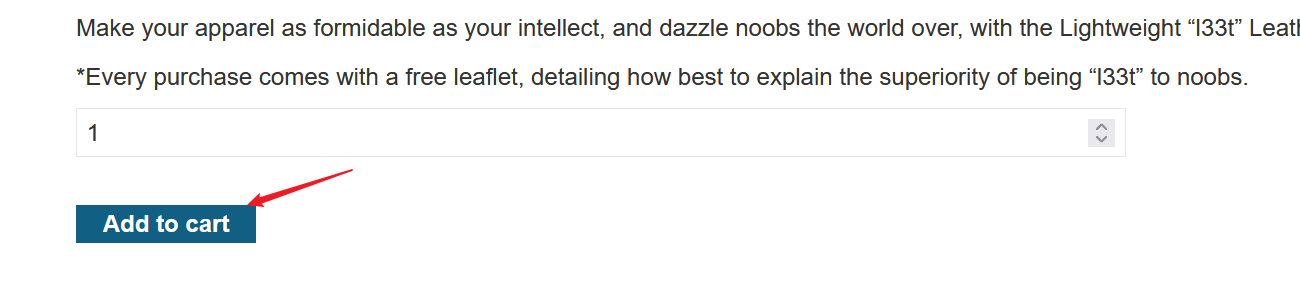 Make your apparel as formidable as your intellect, and dazzle noobs the world over, with the Lightweight “l33t”
*Every purchase comes with a free leaflet, detailing how best to explain the superiority of being “l33t” to noobs.
1
Add to cart